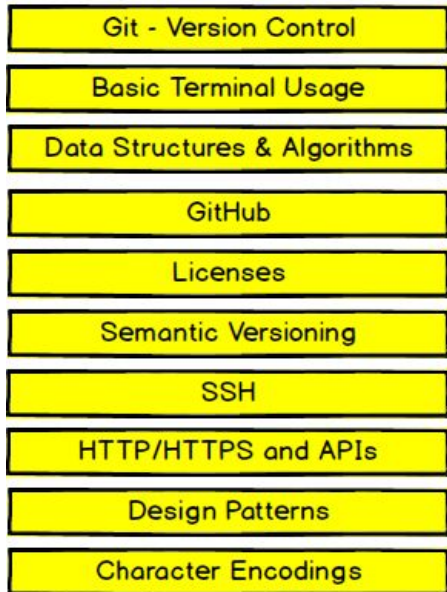 Git - Version Control
Basic Terminal Usage
Data Structures & Algorithms
GitHub
Licenses
Semantic Versioning
SSH
HTTP/HTTPS and APIs
Design Patterns
Character Encodings